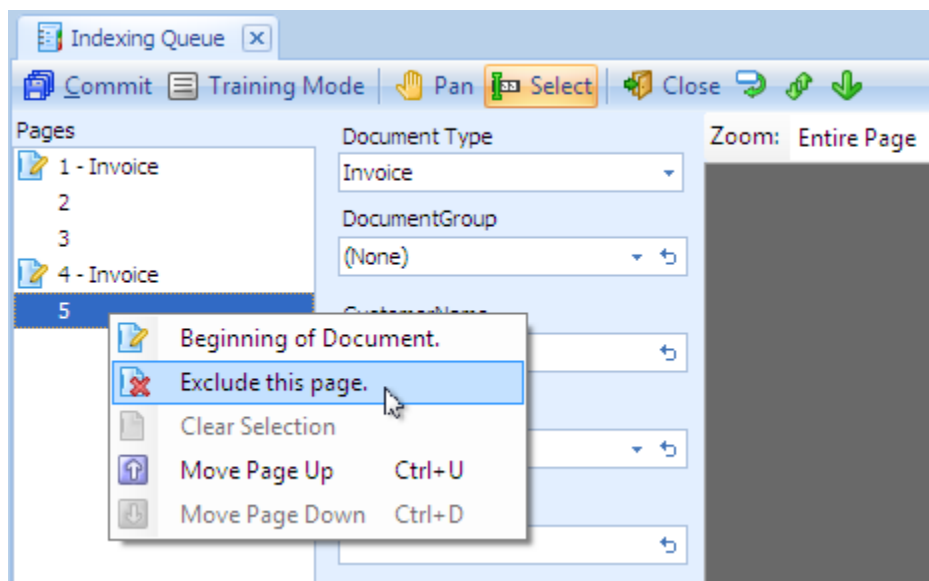 Indexing Queue
Commit Training Mode Pan Select Close
Pages
1 - Invoice
2
3
4 - Invoice
5
Document Type
Invoice
DocumentGroup
(None)
CustomerName
Zoom: Entire Page
Beginning of Document.
Exclude this page.
Clear Selection
Move Page Up Ctrl+U
Move Page Down Ctrl+D